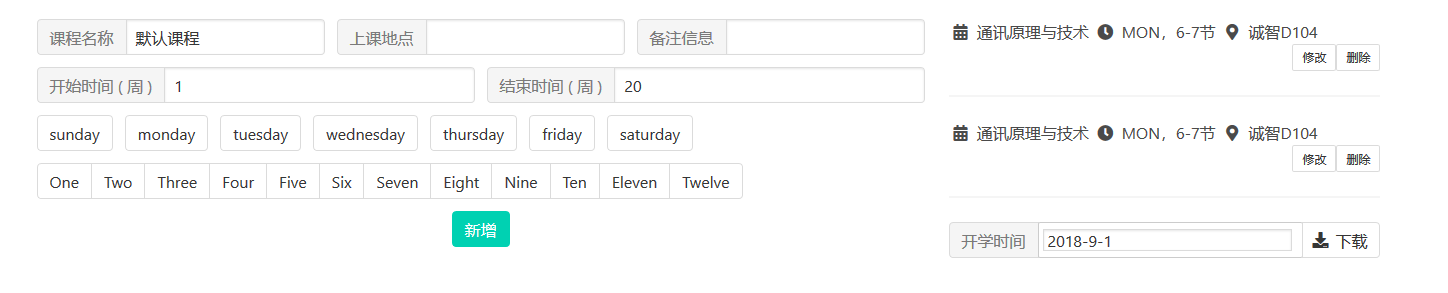 课程名称 默认课程 上课地点 备注信息
开始时间 ( 周 ) 1 结束时间 ( 周 ) 20
sunday monday tuesday wednesday thursday friday saturday
One Two Three Four Five Six Seven Eight Nine Ten Eleven Twelve
新增
通讯原理与技术 MON，6-7节 诚智D104
修改 删除
通讯原理与技术 MON，6-7节 诚智D104
修改 删除
开学时间 2018-9-1 下载